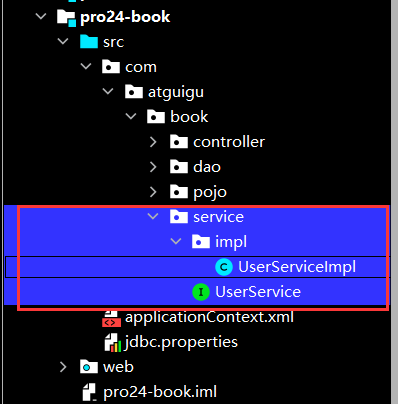 pro24-book
src
com
atguigu
book
controller
dao
pojo
service
impl
C UserServiceImpl
I UserService
applicationContext.xml
jdbc.properties
web
pro24-book.iml